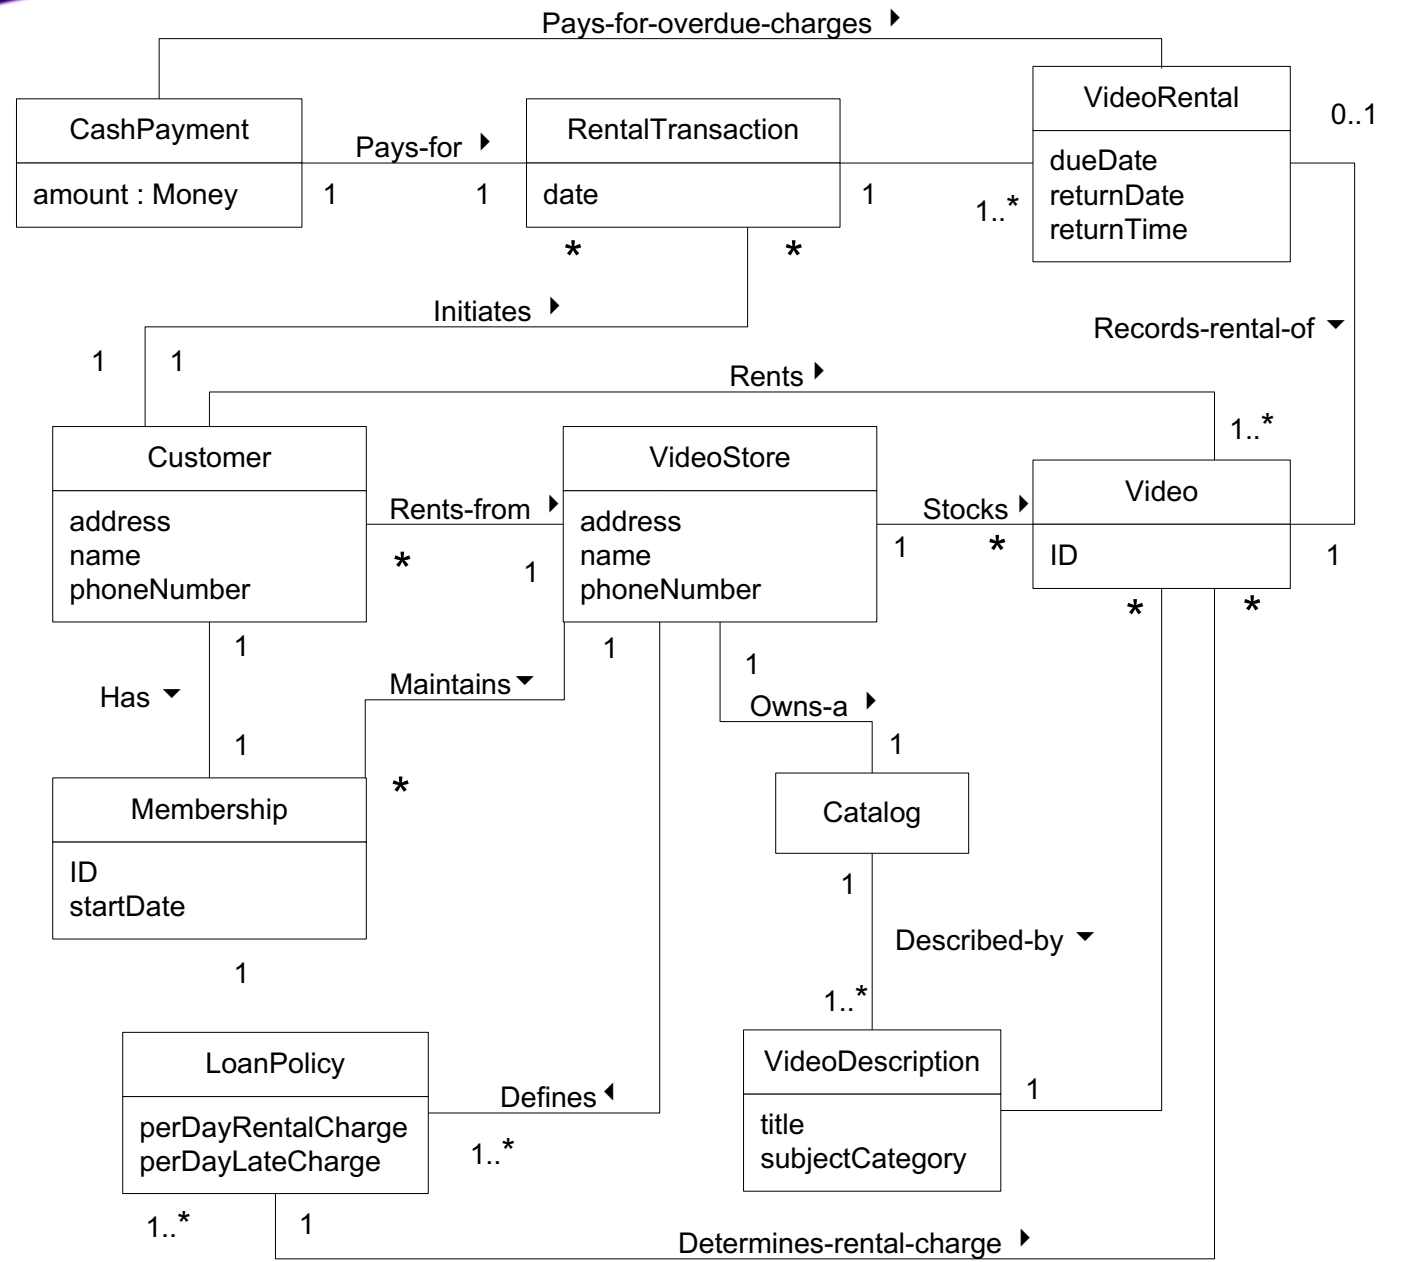 Pays-for-overdue-charges
CashPayment
amount : Money
Pays-for
1
1
RentalTransaction
date
1
1..*
VideoRental
dueDate
returnDate
returnTime
0..1
*
*
Initiates
Records-rental-of
1
1
Rents
1..*
Customer
address
name
phoneNumber
Rents-from
*
1
VideoStore
address
name
phoneNumber
Stocks
1
*
Video
ID
1
*
*
1
Has
1
Maintains
1
1
Owns-a
1
*
Membership
ID
startDate
1
Catalog
1
Described-by
1..*
LoanPolicy
perDayRentalCharge
perDayLateCharge
Defines
1..*
VideoDescription
title
subjectCategory
1
1..*
1
Determines-rental-charge